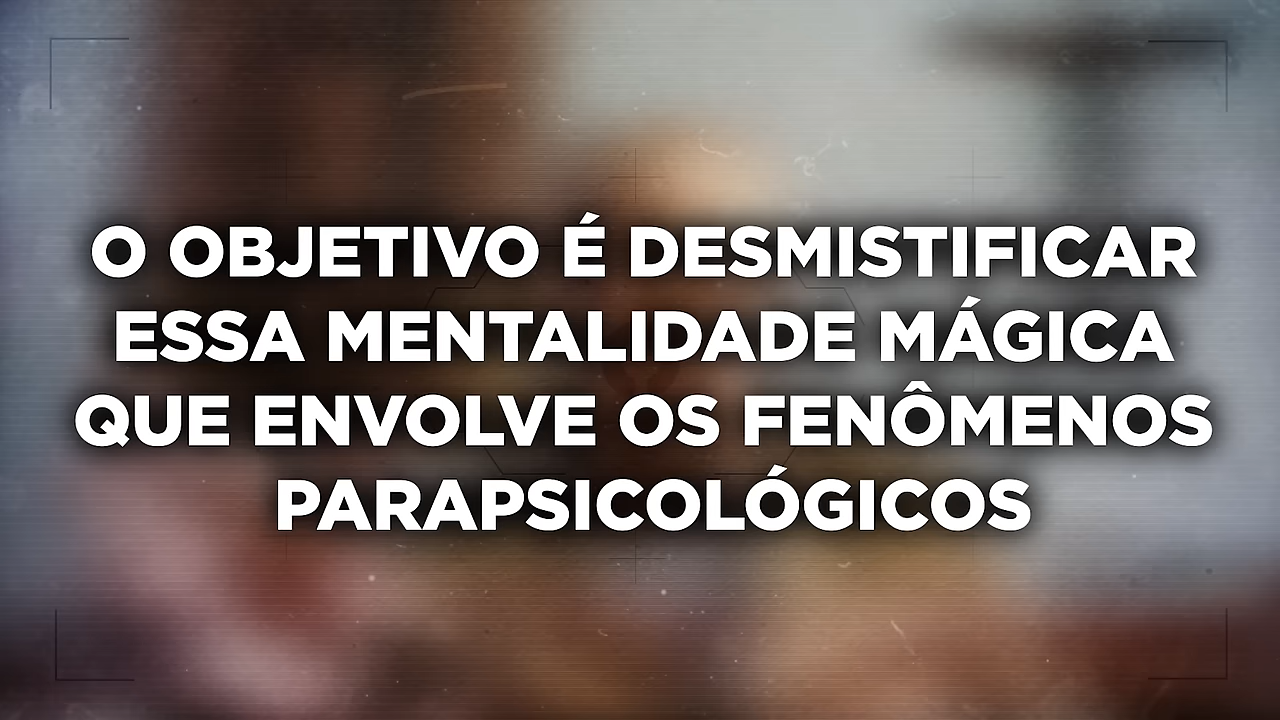 O OBJETIVO É DESMISTIFICAR
ESSA MENTALIDADE MÁGICA
QUE ENVOLVE OS FENÔMENOS
PARAPSICOLÓGICOS